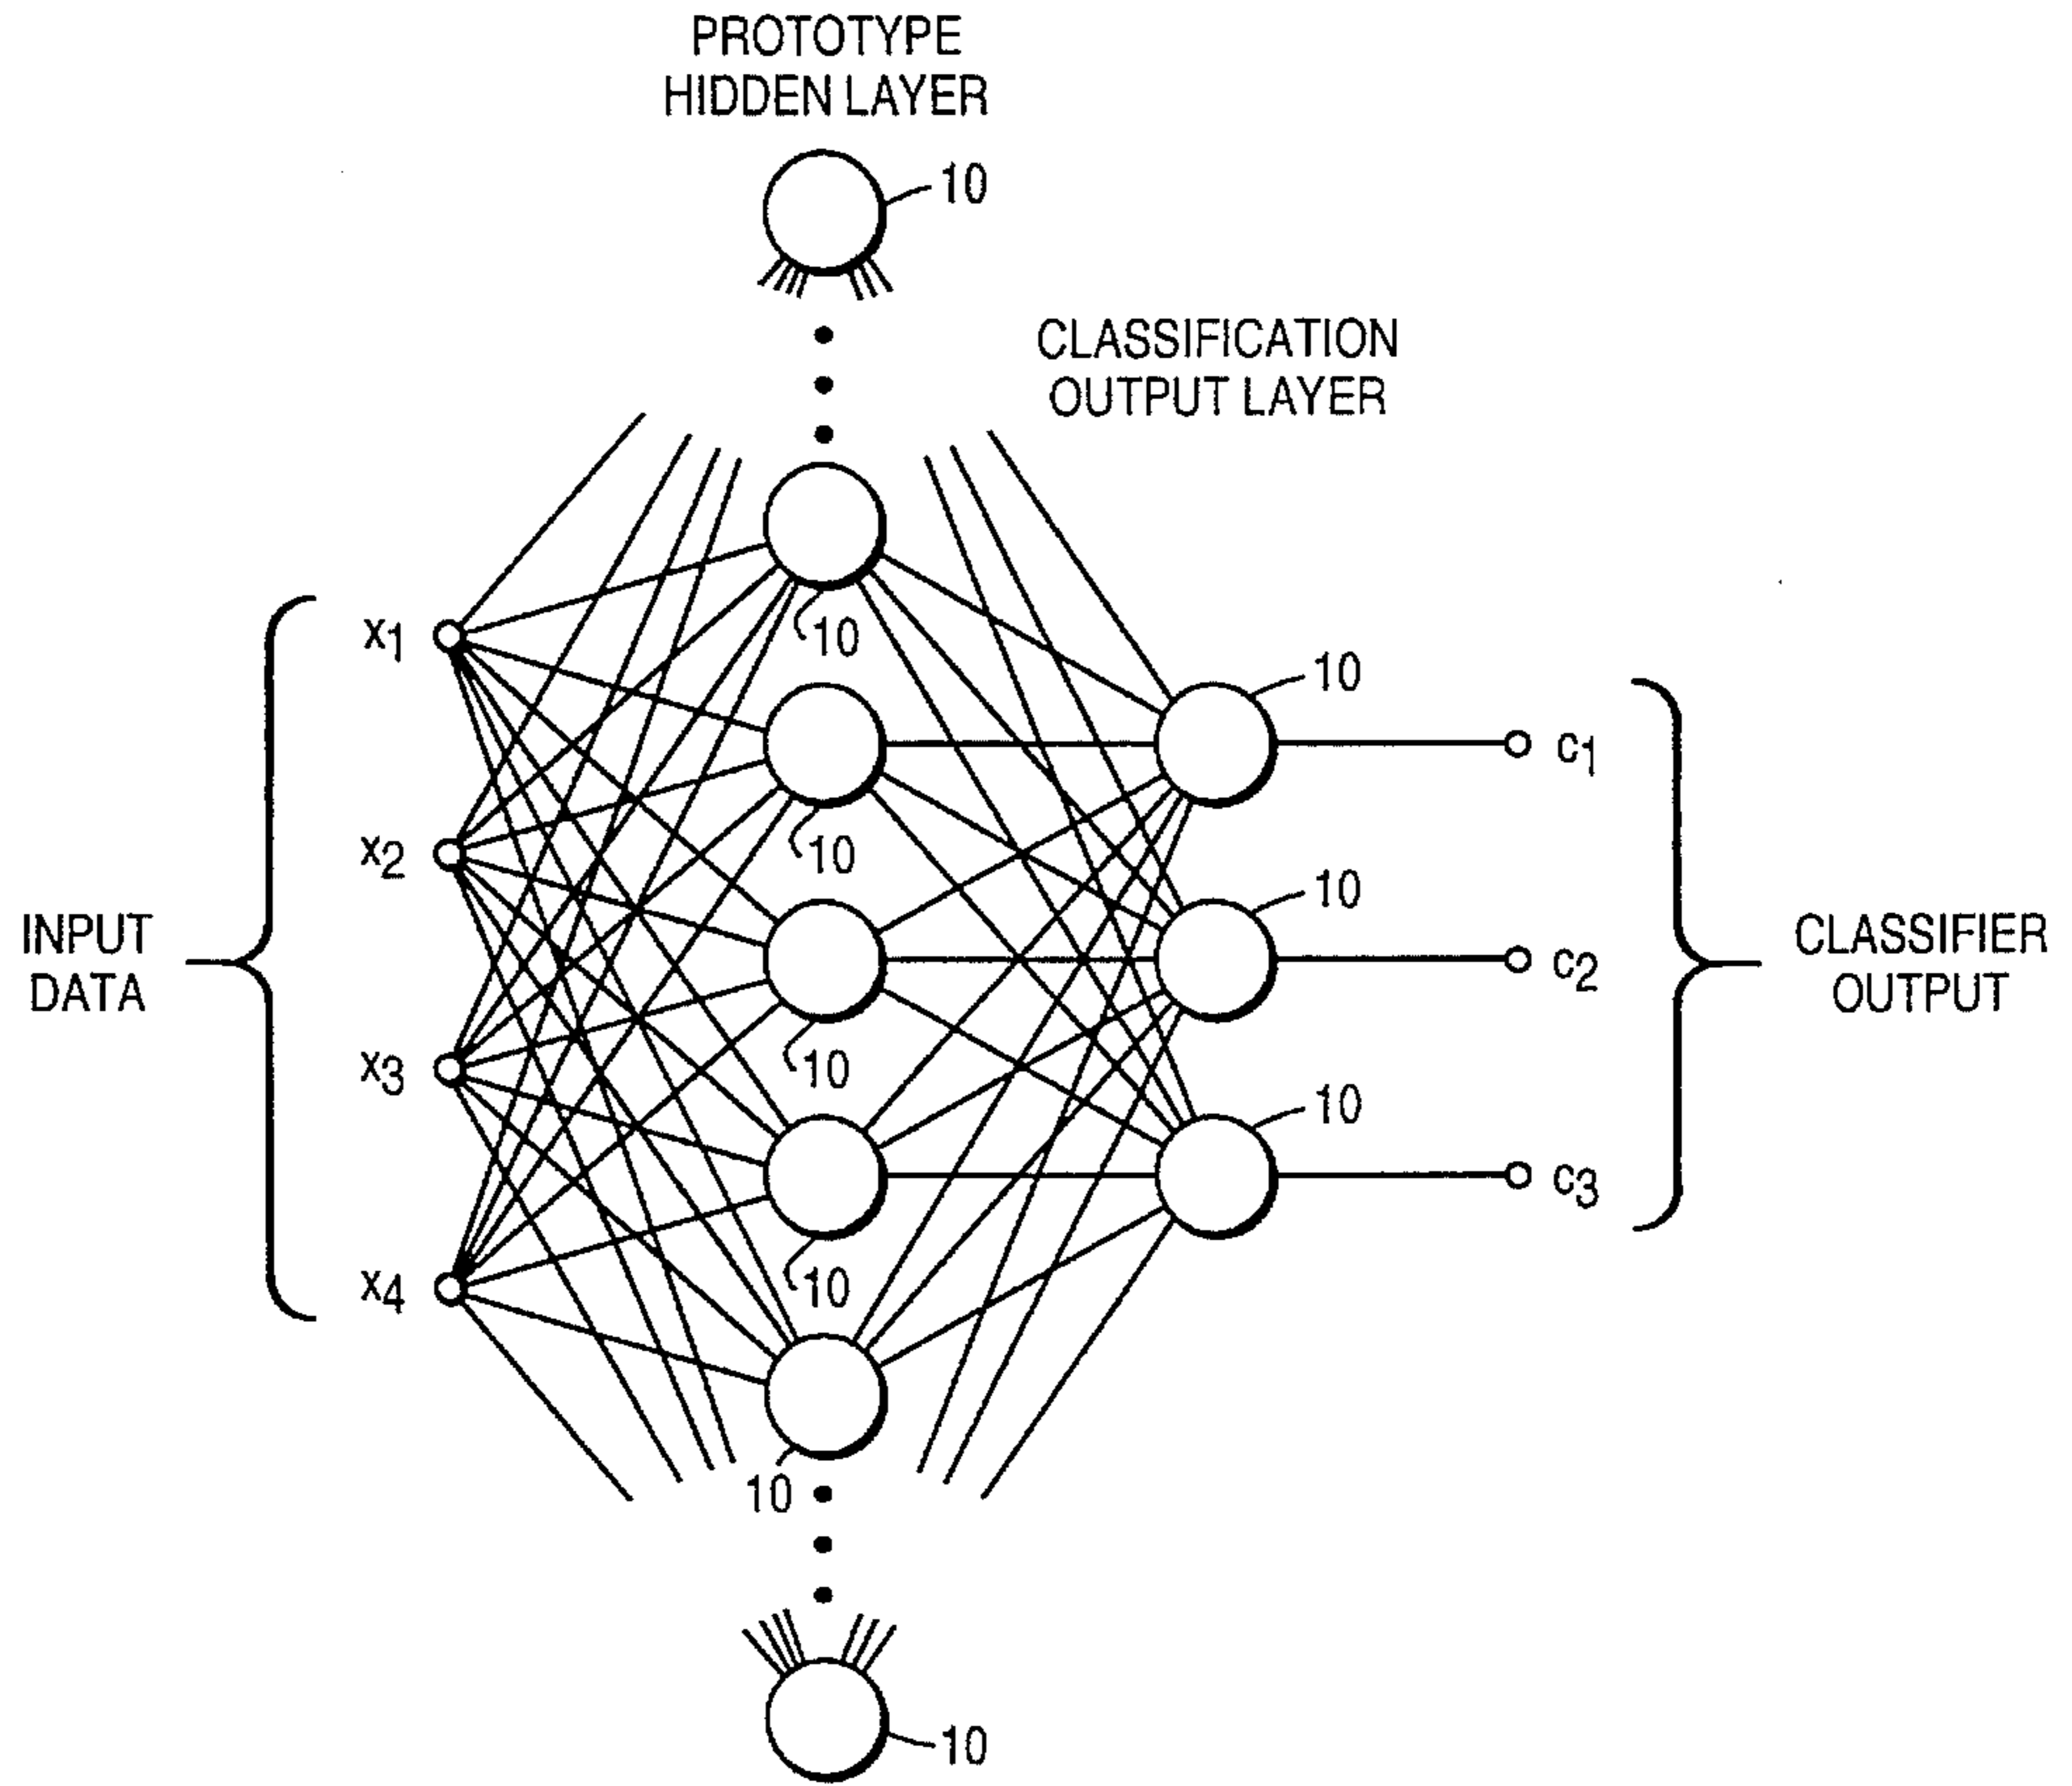 PROTOTYPE
HIDDEN LAYER
10
CLASSIFICATION
OUTPUT LAYER
x1
10
10
c1
x2
10
10
c2
INPUT
DATA
CLASSIFIER
OUTPUT
x3
10
10
c3
x4
10
10
10